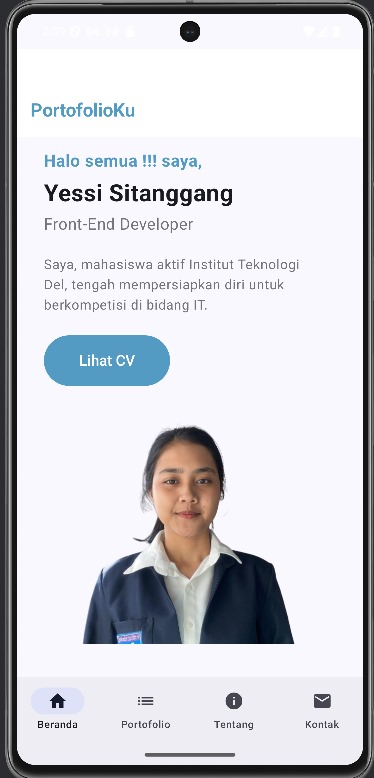 PortofolioKu
Halo semua !!! saya,
Yessi Sitanggang
Front-End Developer
Saya, mahasiswa aktif Institut Teknologi
Del, tengah mempersiapkan diri untuk
berkompetisi di bidang IT.
Lihat CV
Beranda
Portofolio
Tentang
Kontak